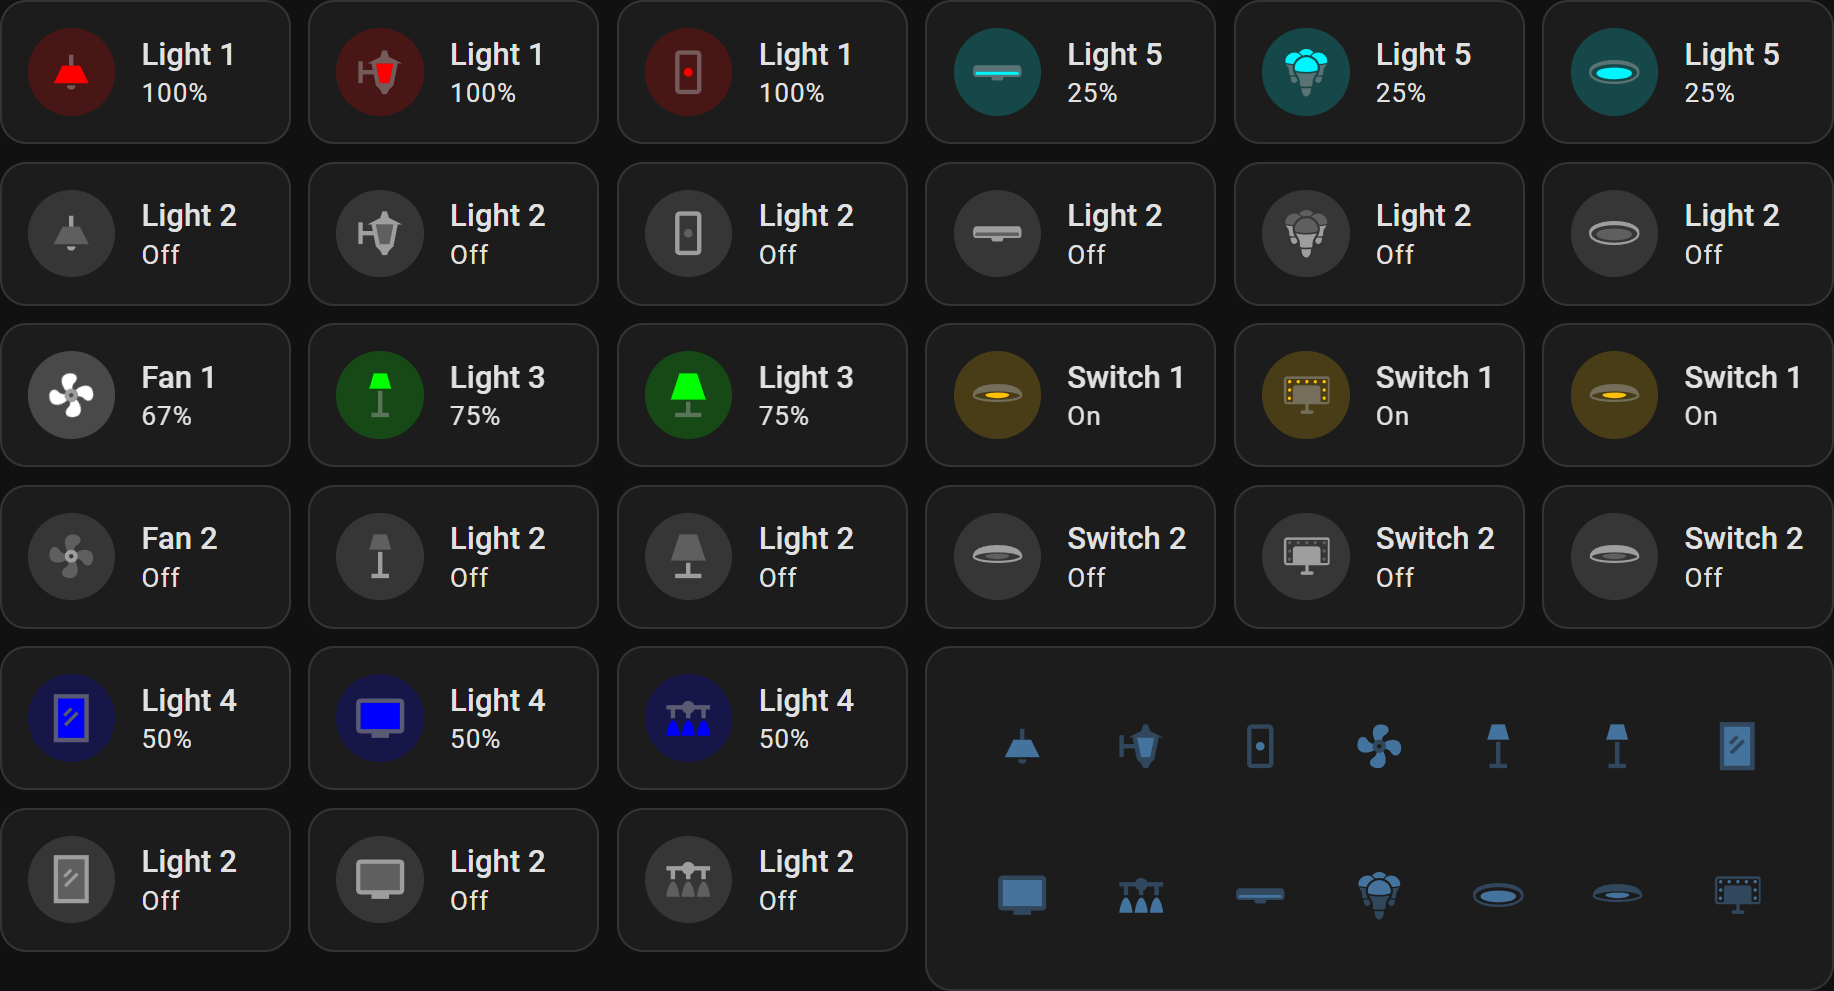 Light 1
100%
Light 1
100%
Light 1
100%
Light 5
25%
Light 5
25%
Light 5
25%
Light 2
Off
Light 2
Off
Light 2
Off
Light 2
Off
Light 2
Off
Light 2
Off
Fan 1
67%
Light 3
75%
Light 3
75%
Switch 1
On
Switch 1
On
Switch 1
On
Fan 2
Off
Light 2
Off
Light 2
Off
Switch 2
Off
Switch 2
Off
Switch 2
Off
Light 4
50%
Light 4
50%
Light 4
50%
Light 2
Off
Light 2
Off
Light 2
Off